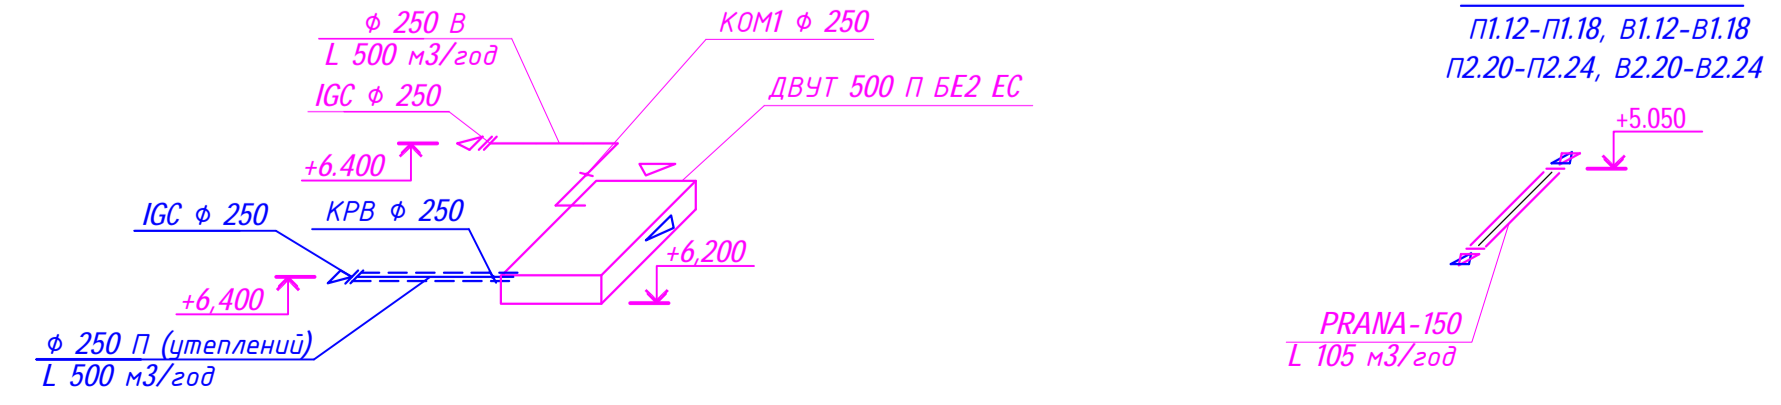 ϕ 250 В
L 500 м3/год
КОМ1 ϕ 250
IGC ϕ 250
ДВУТ 500 П БЕ2 ЕС
+6.400
IGC ϕ 250
КРВ ϕ 250
+6,200
+6,400
ϕ 250 П (утеплений)
L 500 м3/год
П1.12-П1.18, В1.12-В1.18
П2.20-П2.24, В2.20-В2.24
+5.050
PRANA-150
L 105 м3/год